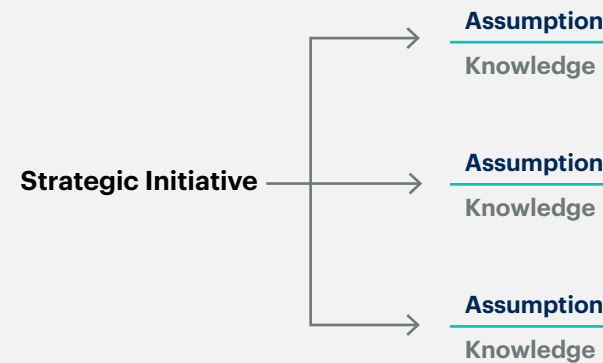 Assumption
Knowledge
Assumption
Strategic Initiative
Knowledge
Assumption
Knowledge